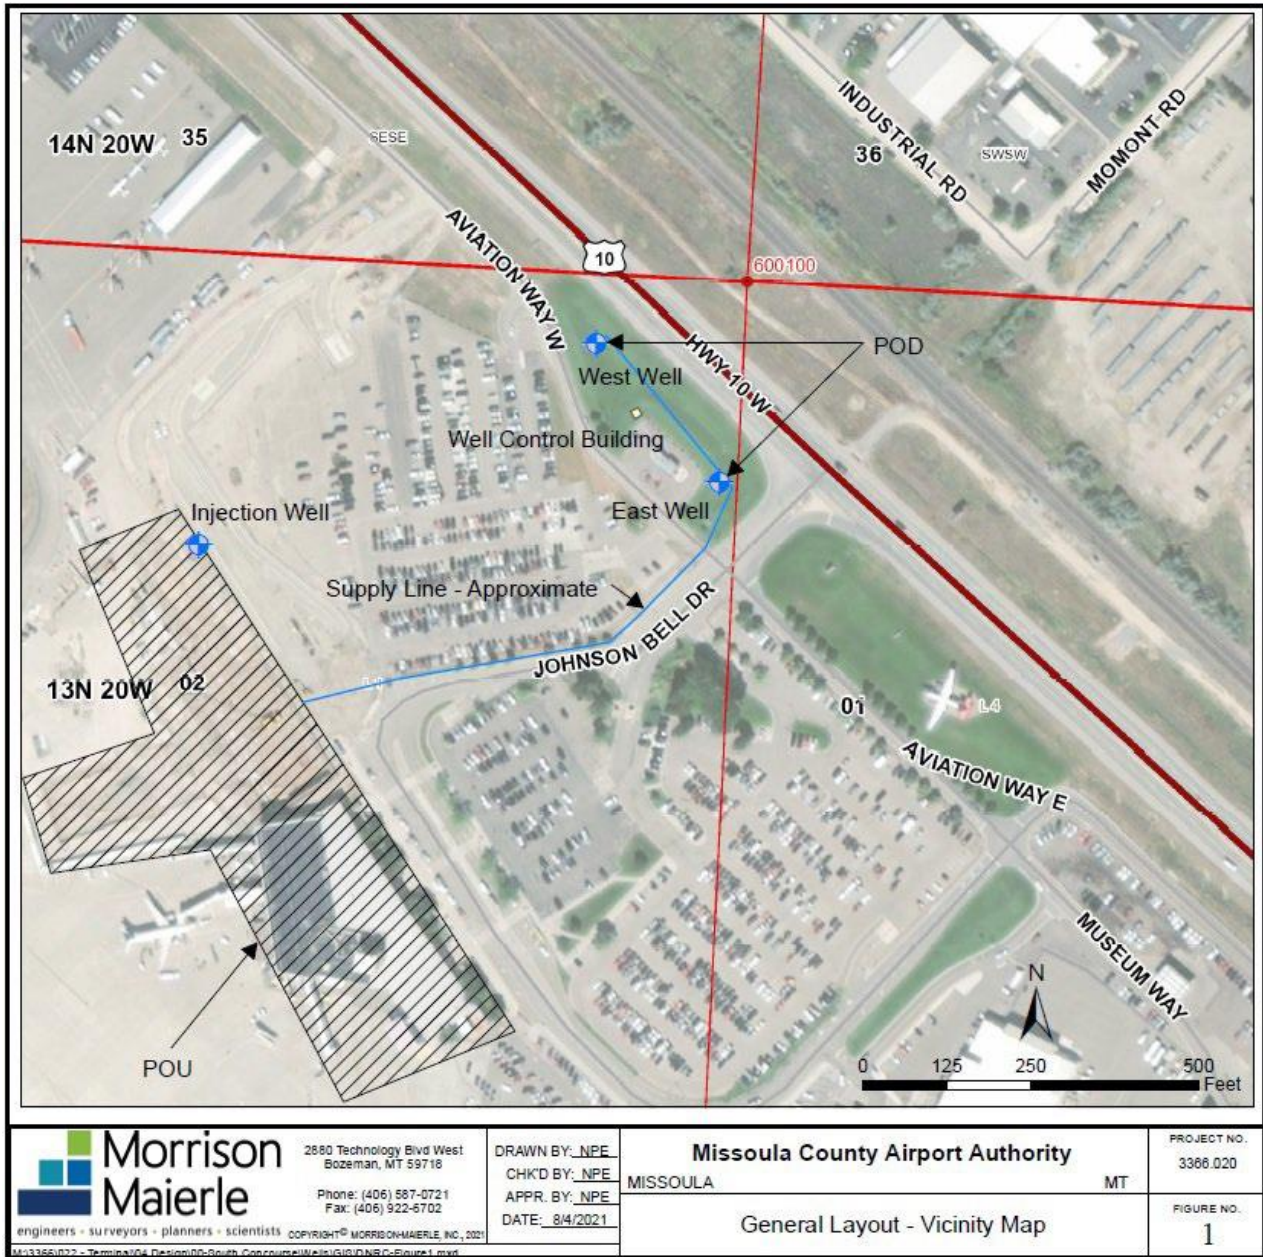 14N 20W 35
SESE
36
SWSW
INDUSTRIAL RD
MOMONT RD
AVIATION WAY W
10
600100
HWY 10 W
POD
West Well
Well Control Building
East Well
Injection Well
Supply Line - Approximate
JOHNSON BELL DR
13N 20W 02
01
L4
AVIATION WAY E
MUSEUM WAY
POU
N
0 125 250 500
Feet
Morrison
Maierle
engineers - surveyors - planners - scientists
2880 Technology Blvd West
Bozeman, MT 59718
Phone: (406) 587-0721
Fax: (406) 922-6702
COPYRIGHT© MORRISON-MAIERLE, INC., 2021
DRAWN BY: NPE
CHK'D BY: NPE
APPR. BY: NPE
DATE: 8/4/2021
Missoula County Airport Authority
MISSOULA MT
General Layout - Vicinity Map
PROJECT NO.
3366.020
FIGURE NO.
1